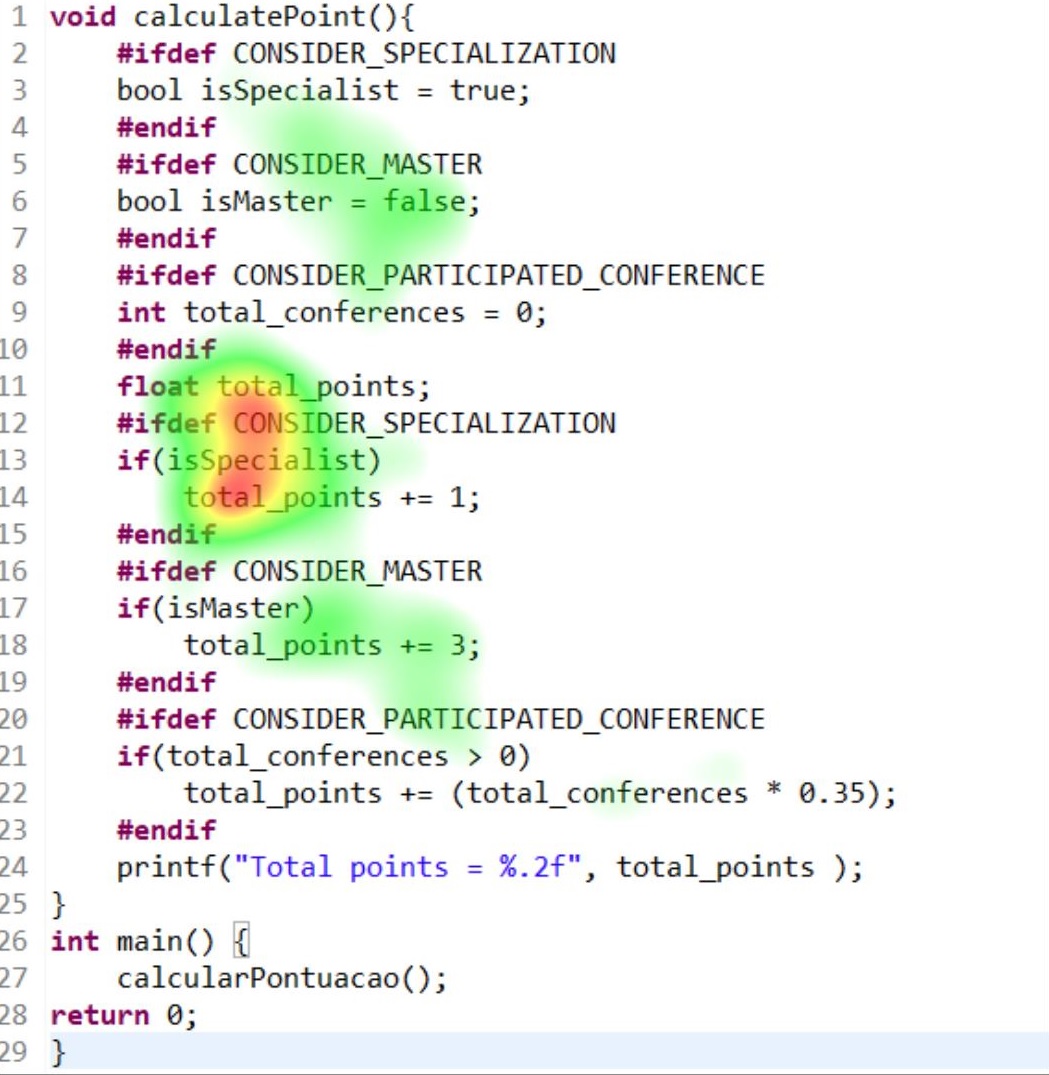 1 void calculatePoint(){
2 #ifdef CONSIDER_SPECIALIZATION
3 bool isSpecialist = true;
4 #endif
5 #ifdef CONSIDER_MASTER
6 bool isMaster = false;
7 #endif
8 #ifdef CONSIDER_PARTICIPATED_CONFERENCE
9 int total_conferences = 0;
10 #endif
11 float total_points;
12 #ifdef CONSIDER_SPECIALIZATION
13 if(isSpecialist)
14 total_points += 1;
15 #endif
16 #ifdef CONSIDER_MASTER
17 if(isMaster)
18 total_points += 3;
19 #endif
20 #ifdef CONSIDER_PARTICIPATED_CONFERENCE
21 if(total_conferences > 0)
22 total_points += (total_conferences * 0.35);
23 #endif
24 printf("Total points = %.2f", total_points );
25 }
26 int main() {
27 calcularPontuacao();
28 return 0;
29 }